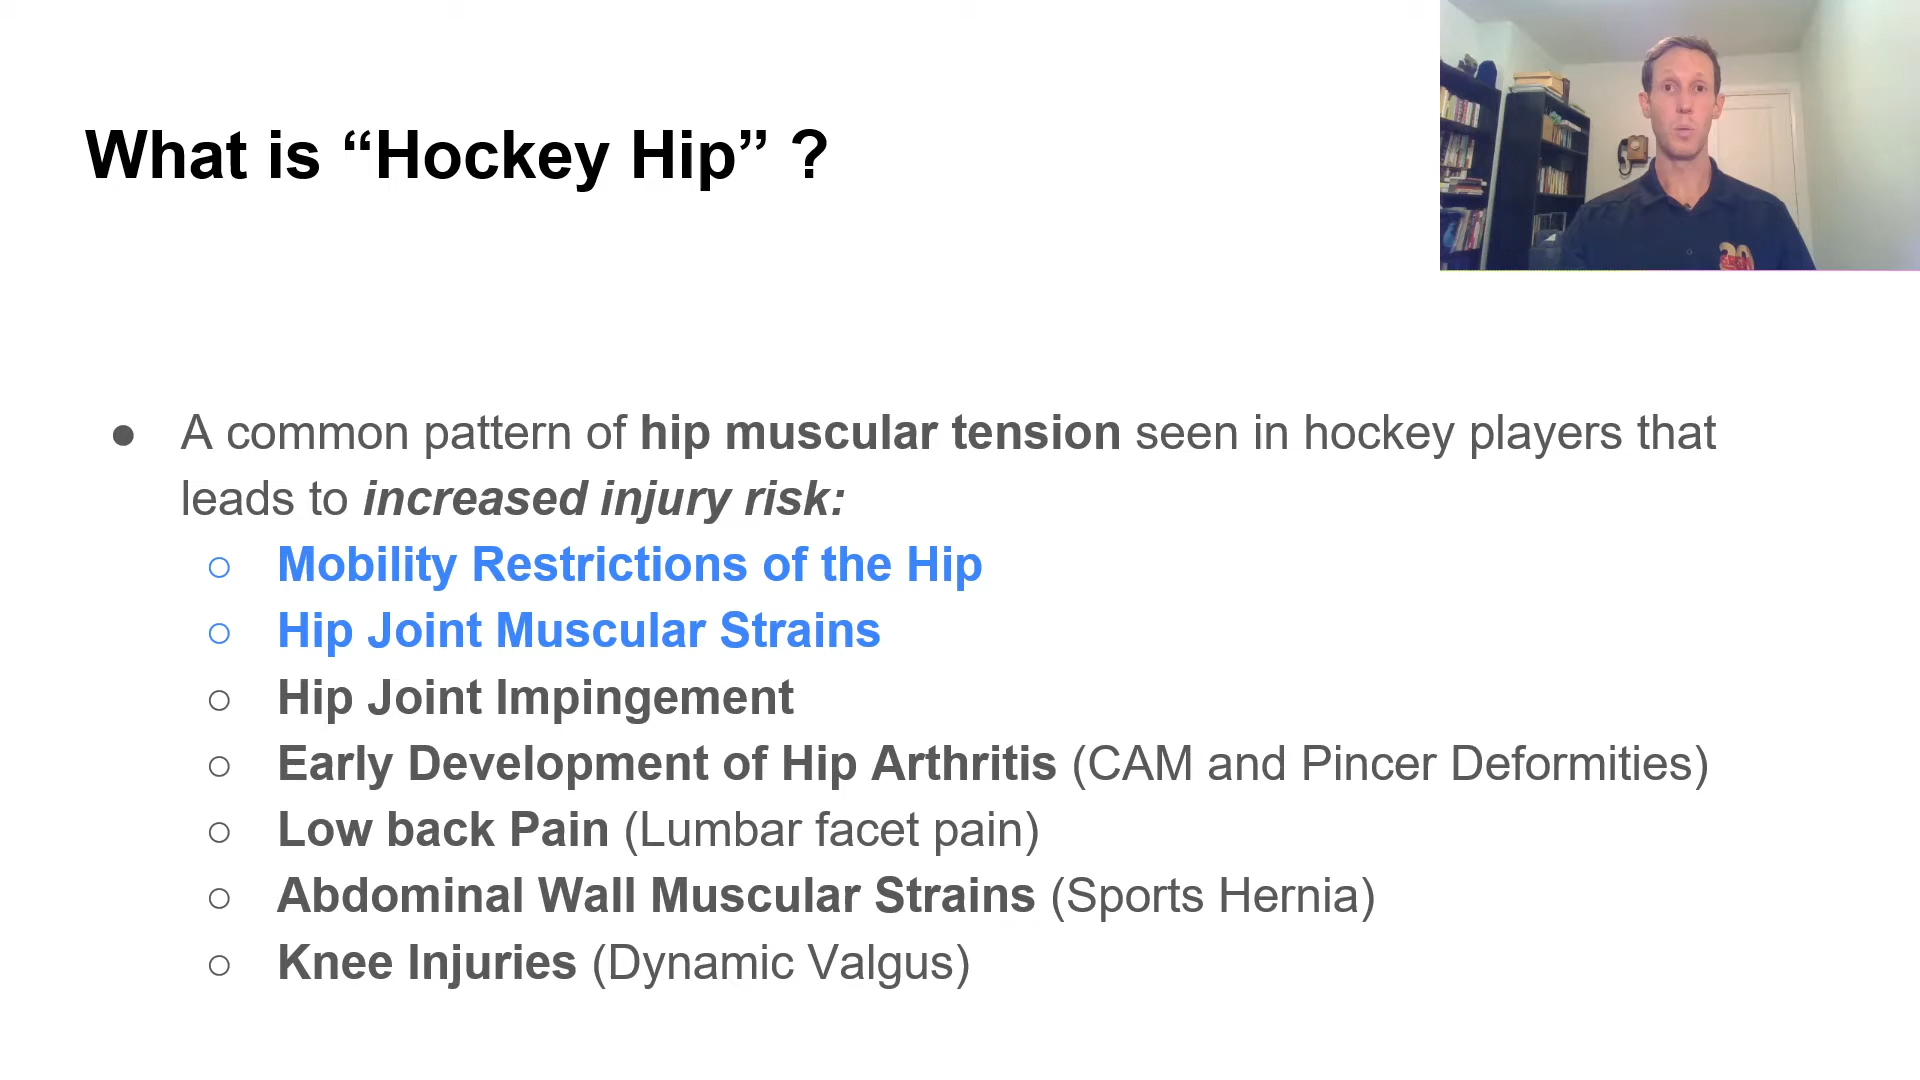 What is “Hockey Hip” ?
● A common pattern of hip muscular tension seen in hockey players that
leads to increased injury risk:
○ Mobility Restrictions of the Hip
○ Hip Joint Muscular Strains
○ Hip Joint Impingement
○ Early Development of Hip Arthritis (CAM and Pincer Deformities)
○ Low back Pain (Lumbar facet pain)
○ Abdominal Wall Muscular Strains (Sports Hernia)
○ Knee Injuries (Dynamic Valgus)